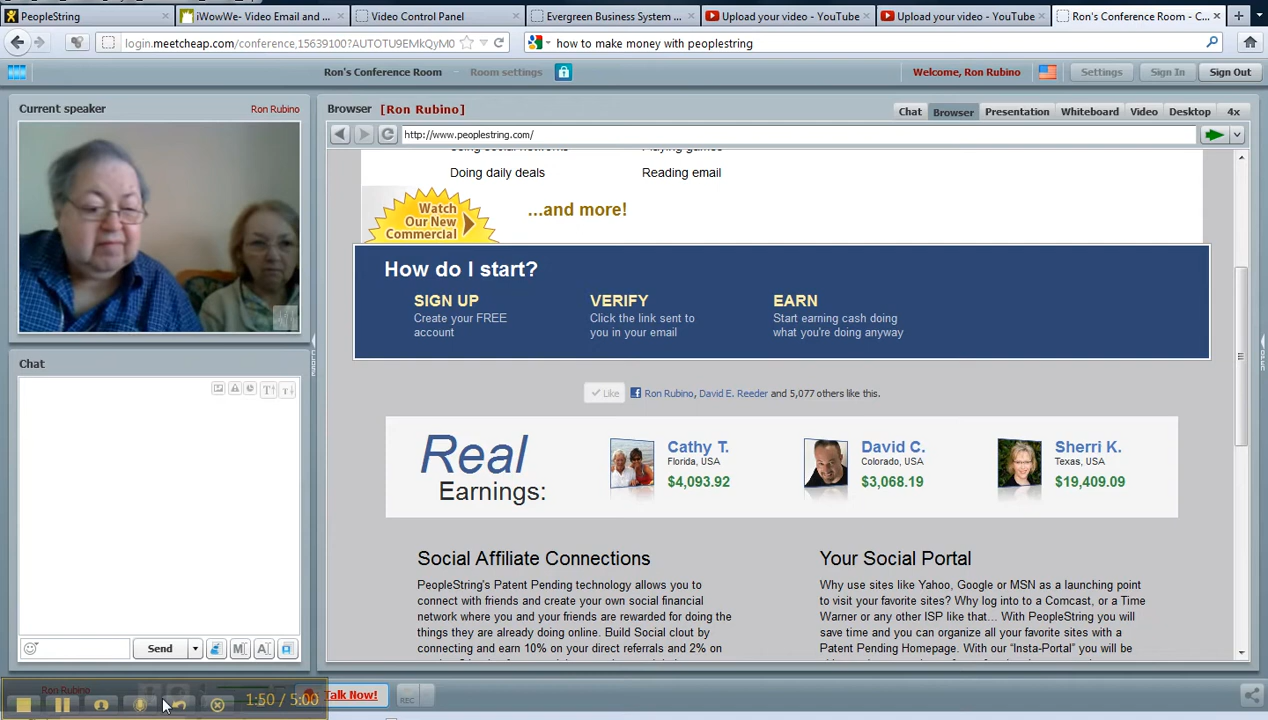 PeopleString
iWowWe- Video Email and ...
Video Control Panel
Evergreen Business System ...
Upload your video - YouTube
Upload your video - YouTube
Ron's Conference Room - C...
login.meetcheap.com/conference,15639100?AUTOTU9EMkQyM0
how to make money with peoplestring
Ron's Conference Room
Room settings
Welcome, Ron Rubino
Settings
Sign In
Sign Out
Current speaker
Ron Rubino
Browser [Ron Rubino]
Chat
Browser
Presentation
Whiteboard
Video
Desktop
4x
http://www.peoplestring.com/
Using social networks
Playing games
Doing daily deals
Reading email
Watch
Our New
Commercial
...and more!
How do I start?
SIGN UP
Create your FREE
account
VERIFY
Click the link sent to
you in your email
EARN
Start earning cash doing
what you're doing anyway
Like
Ron Rubino, David E. Reeder and 5,077 others like this.
Real
Earnings:
Cathy T.
Florida, USA
$4,093.92
David C.
Colorado, USA
$3,068.19
Sherri K.
Texas, USA
$19,409.09
Social Affiliate Connections
PeopleString's Patent Pending technology allows you to
connect with friends and create your own social financial
network where you and your friends are rewarded for doing the
things they are already doing online. Build Social clout by
connecting and earn 10% on your direct referrals and 2% on
Your Social Portal
Why use sites like Yahoo, Google or MSN as a launching point
to visit your favorite sites? Why log into to a Comcast, or a Time
Warner or any other ISP like that... With PeopleString you will
save time and you can organize all your favorite sites with a
Patent Pending Homepage. With our "Insta-Portal" you will
Chat
Send
Ron Rubino
1:50 / 5:00
Talk Now!
REC